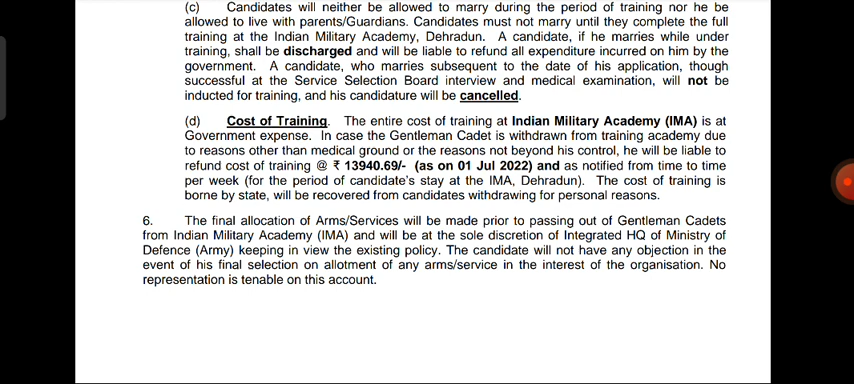 (c) Candidates will neither be allowed to marry during the period of training nor he be
allowed to live with parents/Guardians. Candidates must not marry until they complete the full
training at the Indian Military Academy, Dehradun. A candidate, if he marries while under
training, shall be discharged and will be liable to refund all expenditure incurred on him by the
government. A candidate, who marries subsequent to the date of his application, though
successful at the Service Selection Board interview and medical examination, will not be
inducted for training, and his candidature will be cancelled.
(d) Cost of Training. The entire cost of training at Indian Military Academy (IMA) is at
Government expense. In case the Gentleman Cadet is withdrawn from training academy due
to reasons other than medical ground or the reasons not beyond his control, he will be liable to
refund cost of training @ ₹ 13940.69/- (as on 01 Jul 2022) and as notified from time to time
per week (for the period of candidate's stay at the IMA, Dehradun). The cost of training is
borne by state, will be recovered from candidates withdrawing for personal reasons.
6. The final allocation of Arms/Services will be made prior to passing out of Gentleman Cadets
from Indian Military Academy (IMA) and will be at the sole discretion of Integrated HQ of Ministry of
Defence (Army) keeping in view the existing policy. The candidate will not have any objection in the
event of his final selection on allotment of any arms/service in the interest of the organisation. No
representation is tenable on this account.